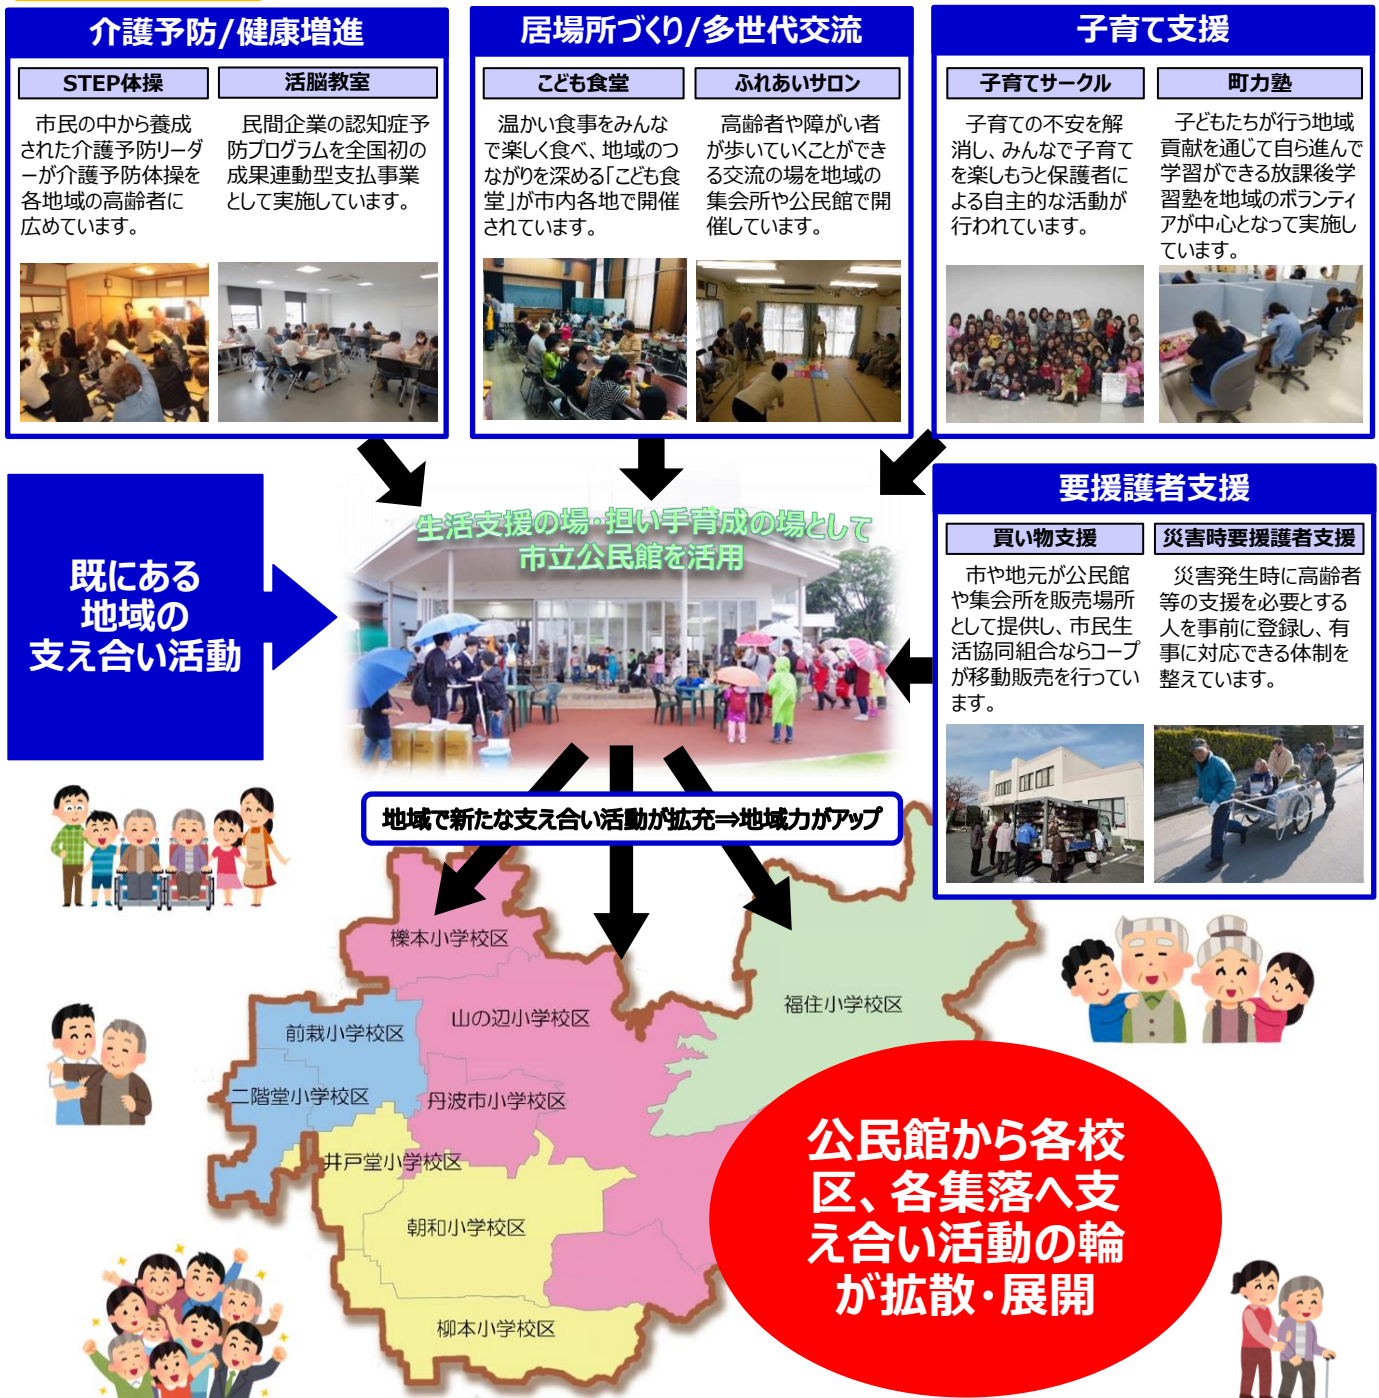 介護予防/健康増進
STEP体操
市民の中から養成
された介護予防リーダ
ーが介護予防体操を
各地域の高齢者に
広めています。
活脳教室
民間企業の認知症予
防プログラムを全国初の
成果連動型支払事業
として実施しています。
居場所づくり/多世代交流
こども食堂
温かい食事をみんな
で楽しく食べ、地域のつ
ながりを深める「こども食
堂」が市内各地で開催
されています。
ふれあいサロン
高齢者や障がい者
が歩いていくことができ
る交流の場を地域の
集会所や公民館で開
催しています。
子育て支援
子育てサークル
子育ての不安を解
消し、みんなで子育て
を楽しもうと保護者に
よる自主的な活動が
行われています。
町力塾
子どもたちが行う地域
貢献を通じて自ら進んで
学習ができる放課後学
習塾を地域のボランティ
アが中心となって実施し
ています。
既にある
地域の
支え合い活動
生活支援の場・担い手育成の場として
市立公民館を活用
要援護者支援
買い物支援
市や地元が公民館
や集会所を販売場所
として提供し、市民生
活協同組合ならコープ
が移動販売を行ってい
ます。
災害時要援護者支援
災害発生時に高齢者
等の支援を必要とする
人を事前に登録し、有
事に対応できる体制を
整えています。
地域で新たな支え合い活動が拡充⇒地域力がアップ
櫟本小学校区
山の辺小学校区
福住小学校区
前栽小学校区
二階堂小学校区
丹波市小学校区
井戸堂小学校区
朝和小学校区
柳本小学校区
公民館から各校
区、各集落へ支
え合い活動の輪
が拡散・展開